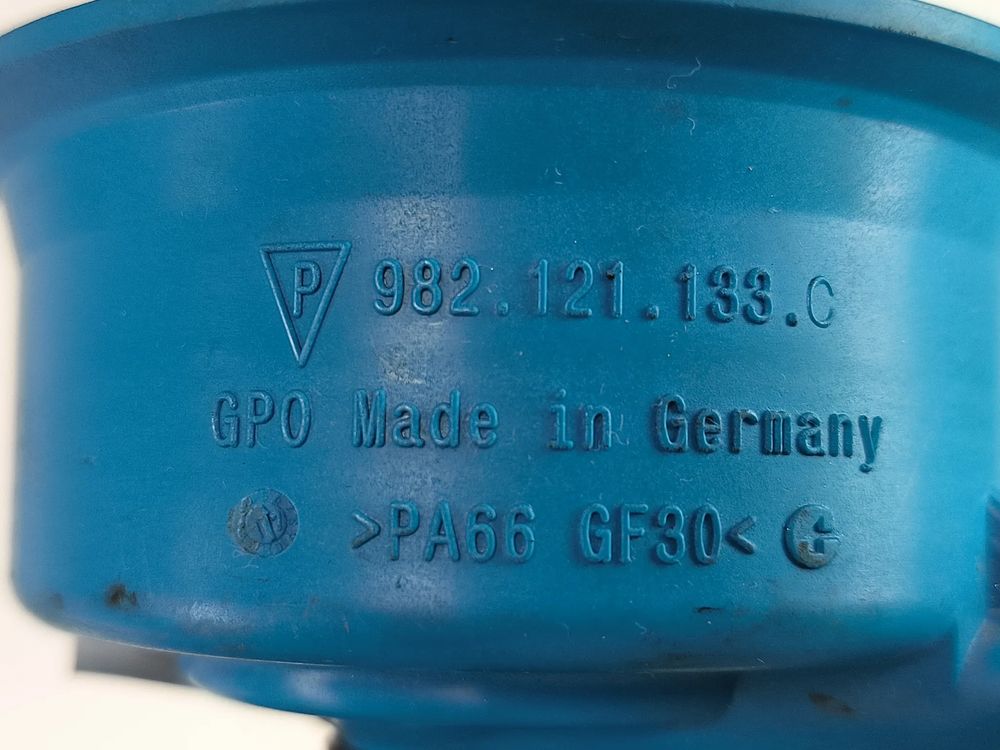 P 982.121.133.C
GPO Made in Germany
>PA66 GF30<